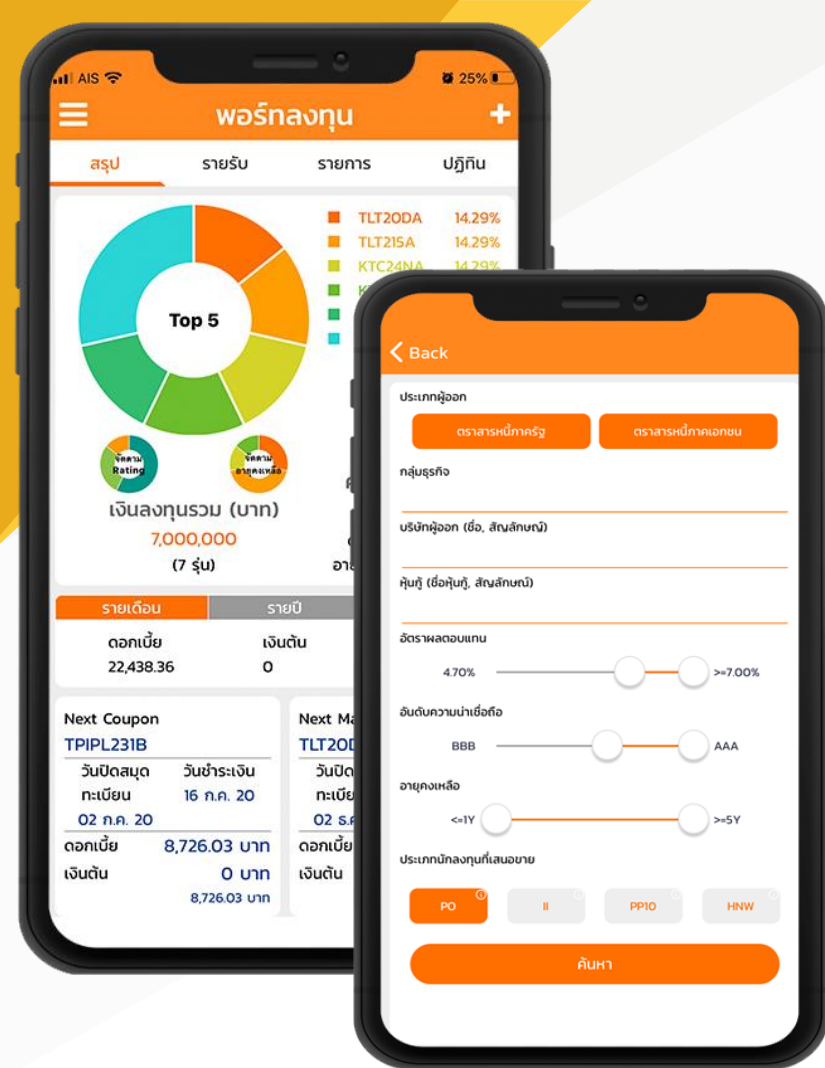 AIS
25%
พอร์ทลงทุน
สรุป
รายรับ
รายการ
ปฏิทิน
TLT20DA 14.29%
TLT215A 14.29%
KTC24NA 14.29%
Top 5
จัดตาม
Rating
จัดตาม
อายุคงเหลือ
เงินลงทุนรวม (บาท)
7,000,000
(7 รุ่น)
รายเดือน
รายปี
ดอกเบี้ย
เงินต้น
22,438.36
0
Next Coupon
TPIPL231B
วันปิดสมุด
ทะเบียน
วันชำระเงิน
16 ก.ค. 20
02 ก.ค. 20
ดอกเบี้ย 8,726.03 บาท
เงินต้น 0 บาท
8,726.03 บาท
Next
TLT20
ดอกเบี้ย
เงินต้น
Back
ประเภทผู้ออก
ตราสารหนี้ภาครัฐ
ตราสารหนี้ภาคเอกชน
กลุ่มธุรกิจ
บริษัทผู้ออก (ชื่อ, สัญลักษณ์)
หุ้นกู้ (ชื่อหุ้นกู้, สัญลักษณ์)
อัตราผลตอบแทน
4.70% >=7.00%
อันดับความน่าเชื่อถือ
BBB AAA
อายุคงเหลือ
<=1Y >=5Y
ประเภทนักลงทุนที่เสนอขาย
PO
II
PP10
HNW
ค้นหา